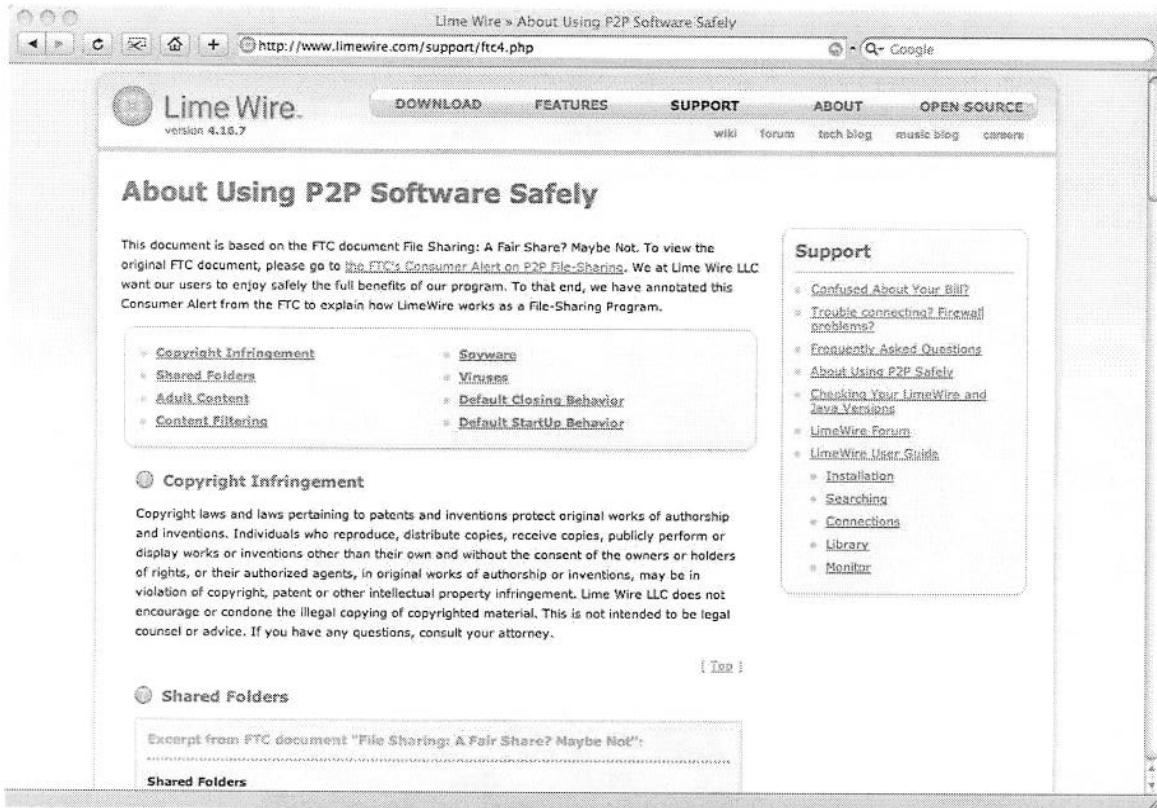 Lime Wire » About Using P2P Software Safely
http://www.limewire.com/support/ftc4.php
Google
Lime Wire
version 4.16.7
DOWNLOAD FEATURES SUPPORT ABOUT OPEN SOURCE
wiki forum tech blog music blog careers
About Using P2P Software Safely
This document is based on the FTC document File Sharing: A Fair Share? Maybe Not. To view the
original FTC document, please go to the FTC's Consumer Alert on P2P File-Sharing. We at Lime Wire LLC
want our users to enjoy safely the full benefits of our program. To that end, we have annotated this
Consumer Alert from the FTC to explain how LimeWire works as a File-Sharing Program.
Copyright Infringement
Shared Folders
Adult Content
Content Filtering
Spyware
Viruses
Default Closing Behavior
Default StartUp Behavior
Copyright Infringement
Copyright laws and laws pertaining to patents and inventions protect original works of authorship
and inventions. Individuals who reproduce, distribute copies, receive copies, publicly perform or
display works or inventions other than their own and without the consent of the owners or holders
of rights, or their authorized agents, in original works of authorship or inventions, may be in
violation of copyright, patent or other intellectual property infringement. Lime Wire LLC does not
encourage or condone the illegal copying of copyrighted material. This is not intended to be legal
counsel or advice. If you have any questions, consult your attorney.
[ Top ]
Shared Folders
Excerpt from FTC document "File Sharing: A Fair Share? Maybe Not":
Shared Folders
Support
Confused About Your Bill?
Trouble connecting? Firewall
problems?
Frequently Asked Questions
About Using P2P Safely
Checking Your LimeWire and
Java Versions
LimeWire Forum
LimeWire User Guide
Installation
Searching
Connections
Library
Monitor